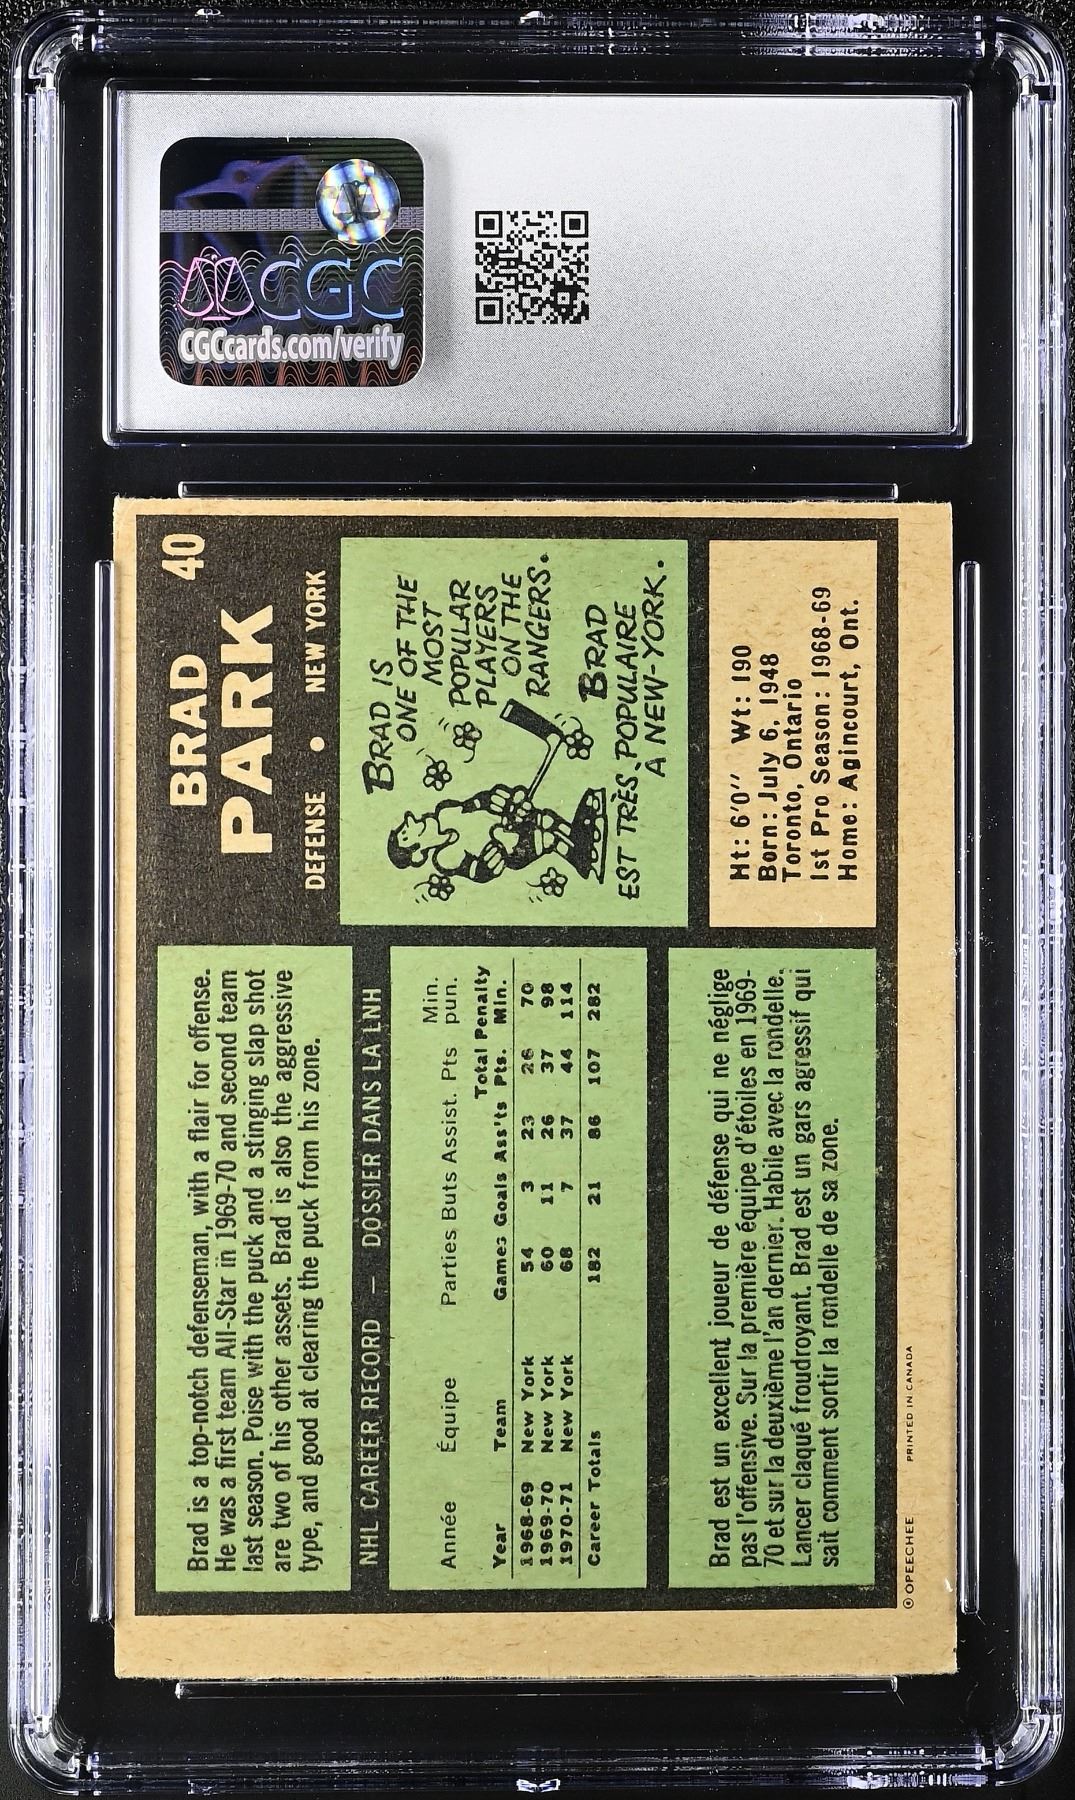 CGC
CGCcards.com/verify
BRAD
PARK
40
DEFENSE • NEW YORK
Brad is a top-notch defenseman, with a flair for offense.
He was a first team All-Star in 1969-70 and second team
last season. Poise with the puck and a stinging slap shot
are two of his other assets. Brad is also the aggressive
type, and good at clearing the puck from his zone.
BRAD IS
ONE OF THE
MOST
POPULAR
PLAYERS
ON THE
RANGERS.
BRAD
EST TRÈS POPULAIRE
A NEW-YORK.
NHL CAREER RECORD — DOSSIER DANS LA LNH
Année Équipe Parties Buts Assist. Pts Min. pun.
Year Team Games Goals Ass'ts Total Pts. Penalty Min.
1968-69 New York 54 3 23 26 70
1969-70 New York 60 11 26 37 98
1970-71 New York 68 7 37 44 114
Career Totals 182 21 86 107 282
Ht: 6'0" Wt: 190
Born: July 6, 1948
Toronto, Ontario
1st Pro Season: 1968-69
Home: Agincourt, Ont.
Brad est un excellent joueur de défense qui ne néglige
pas l'offensive. Sur la première équipe d'étoiles en 1969-
70 et sur la deuxième l'an dernier. Habile avec la rondelle.
Lancer claqué froudroyant. Brad est un gars agressif qui
sait comment sortir la rondelle de sa zone.
© OPEECHEE PRINTED IN CANADA